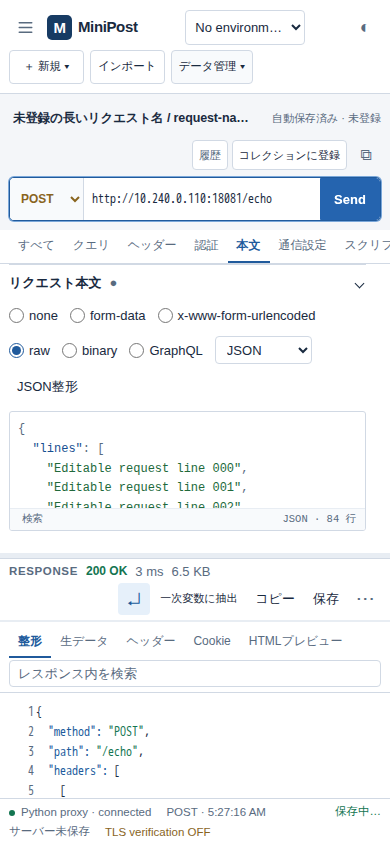 M MiniPost No environm…
＋ 新規 ▾ インポート データ管理 ▾
未登録の長いリクエスト名 / request-na… 自動保存済み · 未登録
履歴 コレクションに登録
POST http://10.240.0.110:18081/echo Send
すべて クエリ ヘッダー 認証 本文 通信設定 スクリプ
リクエスト本文
none form-data x-www-form-urlencoded
raw binary GraphQL JSON
JSON整形
{
"lines": [
"Editable request line 000",
"Editable request line 001",
"Editable request line 002"
検索 JSON · 84 行
RESPONSE 200 OK 3 ms 6.5 KB
一次変数に抽出 コピー 保存 ···
整形 生データ ヘッダー Cookie HTMLプレビュー
レスポンス内を検索
1 {
2 "method": "POST",
3 "path": "/echo",
4 "headers": [
5 [
Python proxy · connected POST · 5:27:16 AM 保存中…
サーバー未保存 TLS verification OFF